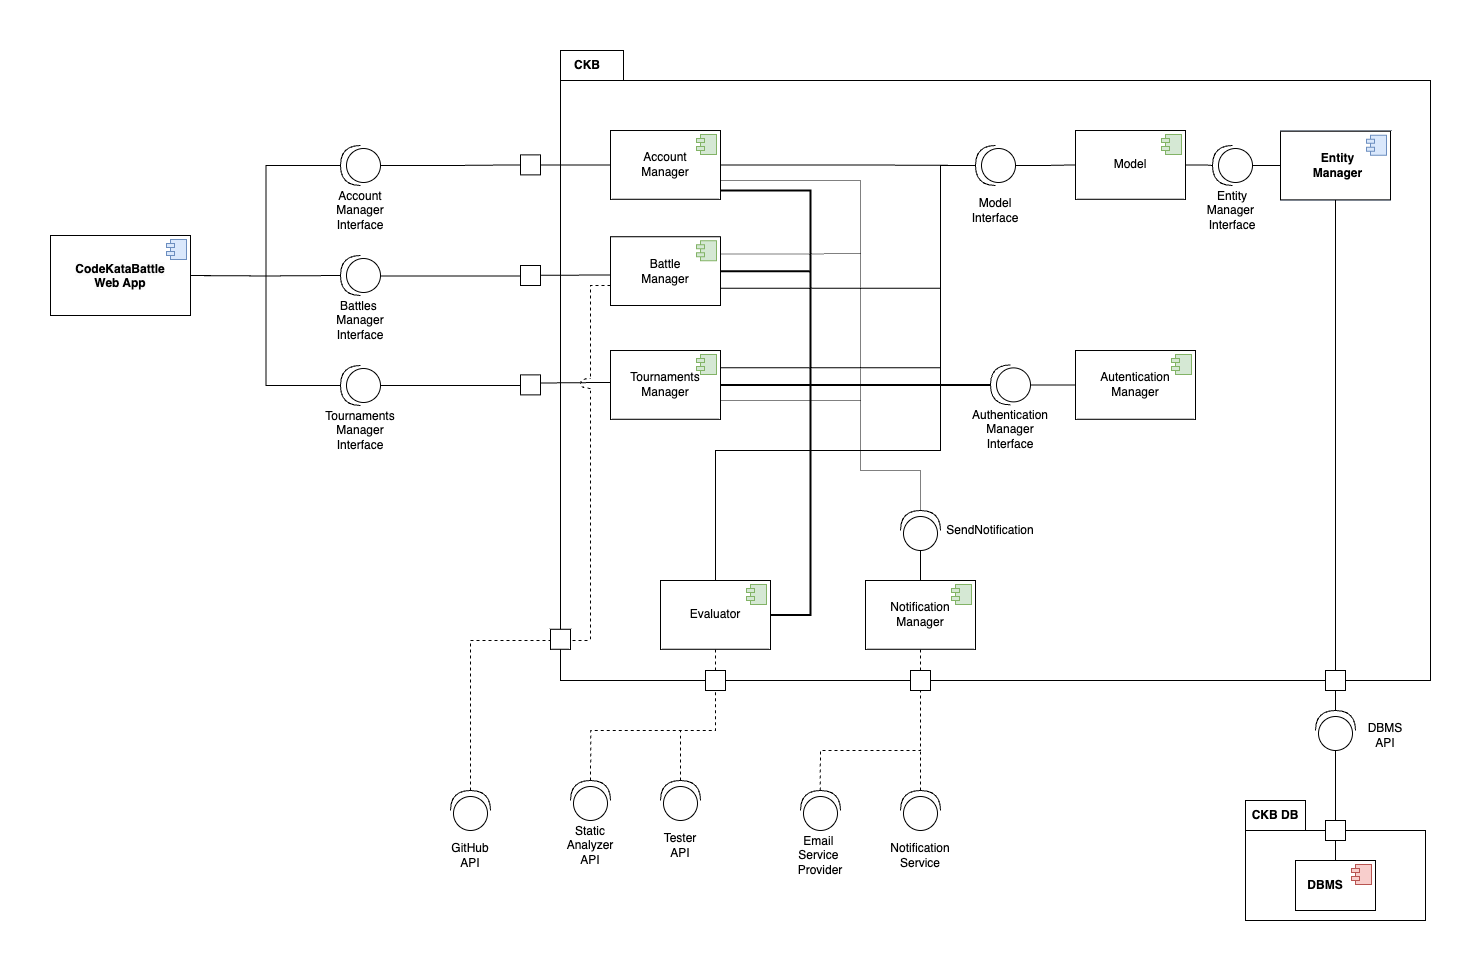 CKB
Account
Manager
Model
Entity
Manager
Account
Manager
Interface
Model
Interface
Entity
Manager
Interface
CodeKataBattle
Web App
Battle
Manager
Battles
Manager
Interface
Tournaments
Manager
Autentication
Manager
Tournaments
Manager
Interface
Authentication
Manager
Interface
SendNotification
Evaluator
Notification
Manager
DBMS
API
GitHub
API
Static
Analyzer
API
Tester
API
Email
Service
Provider
Notification
Service
CKB DB
DBMS